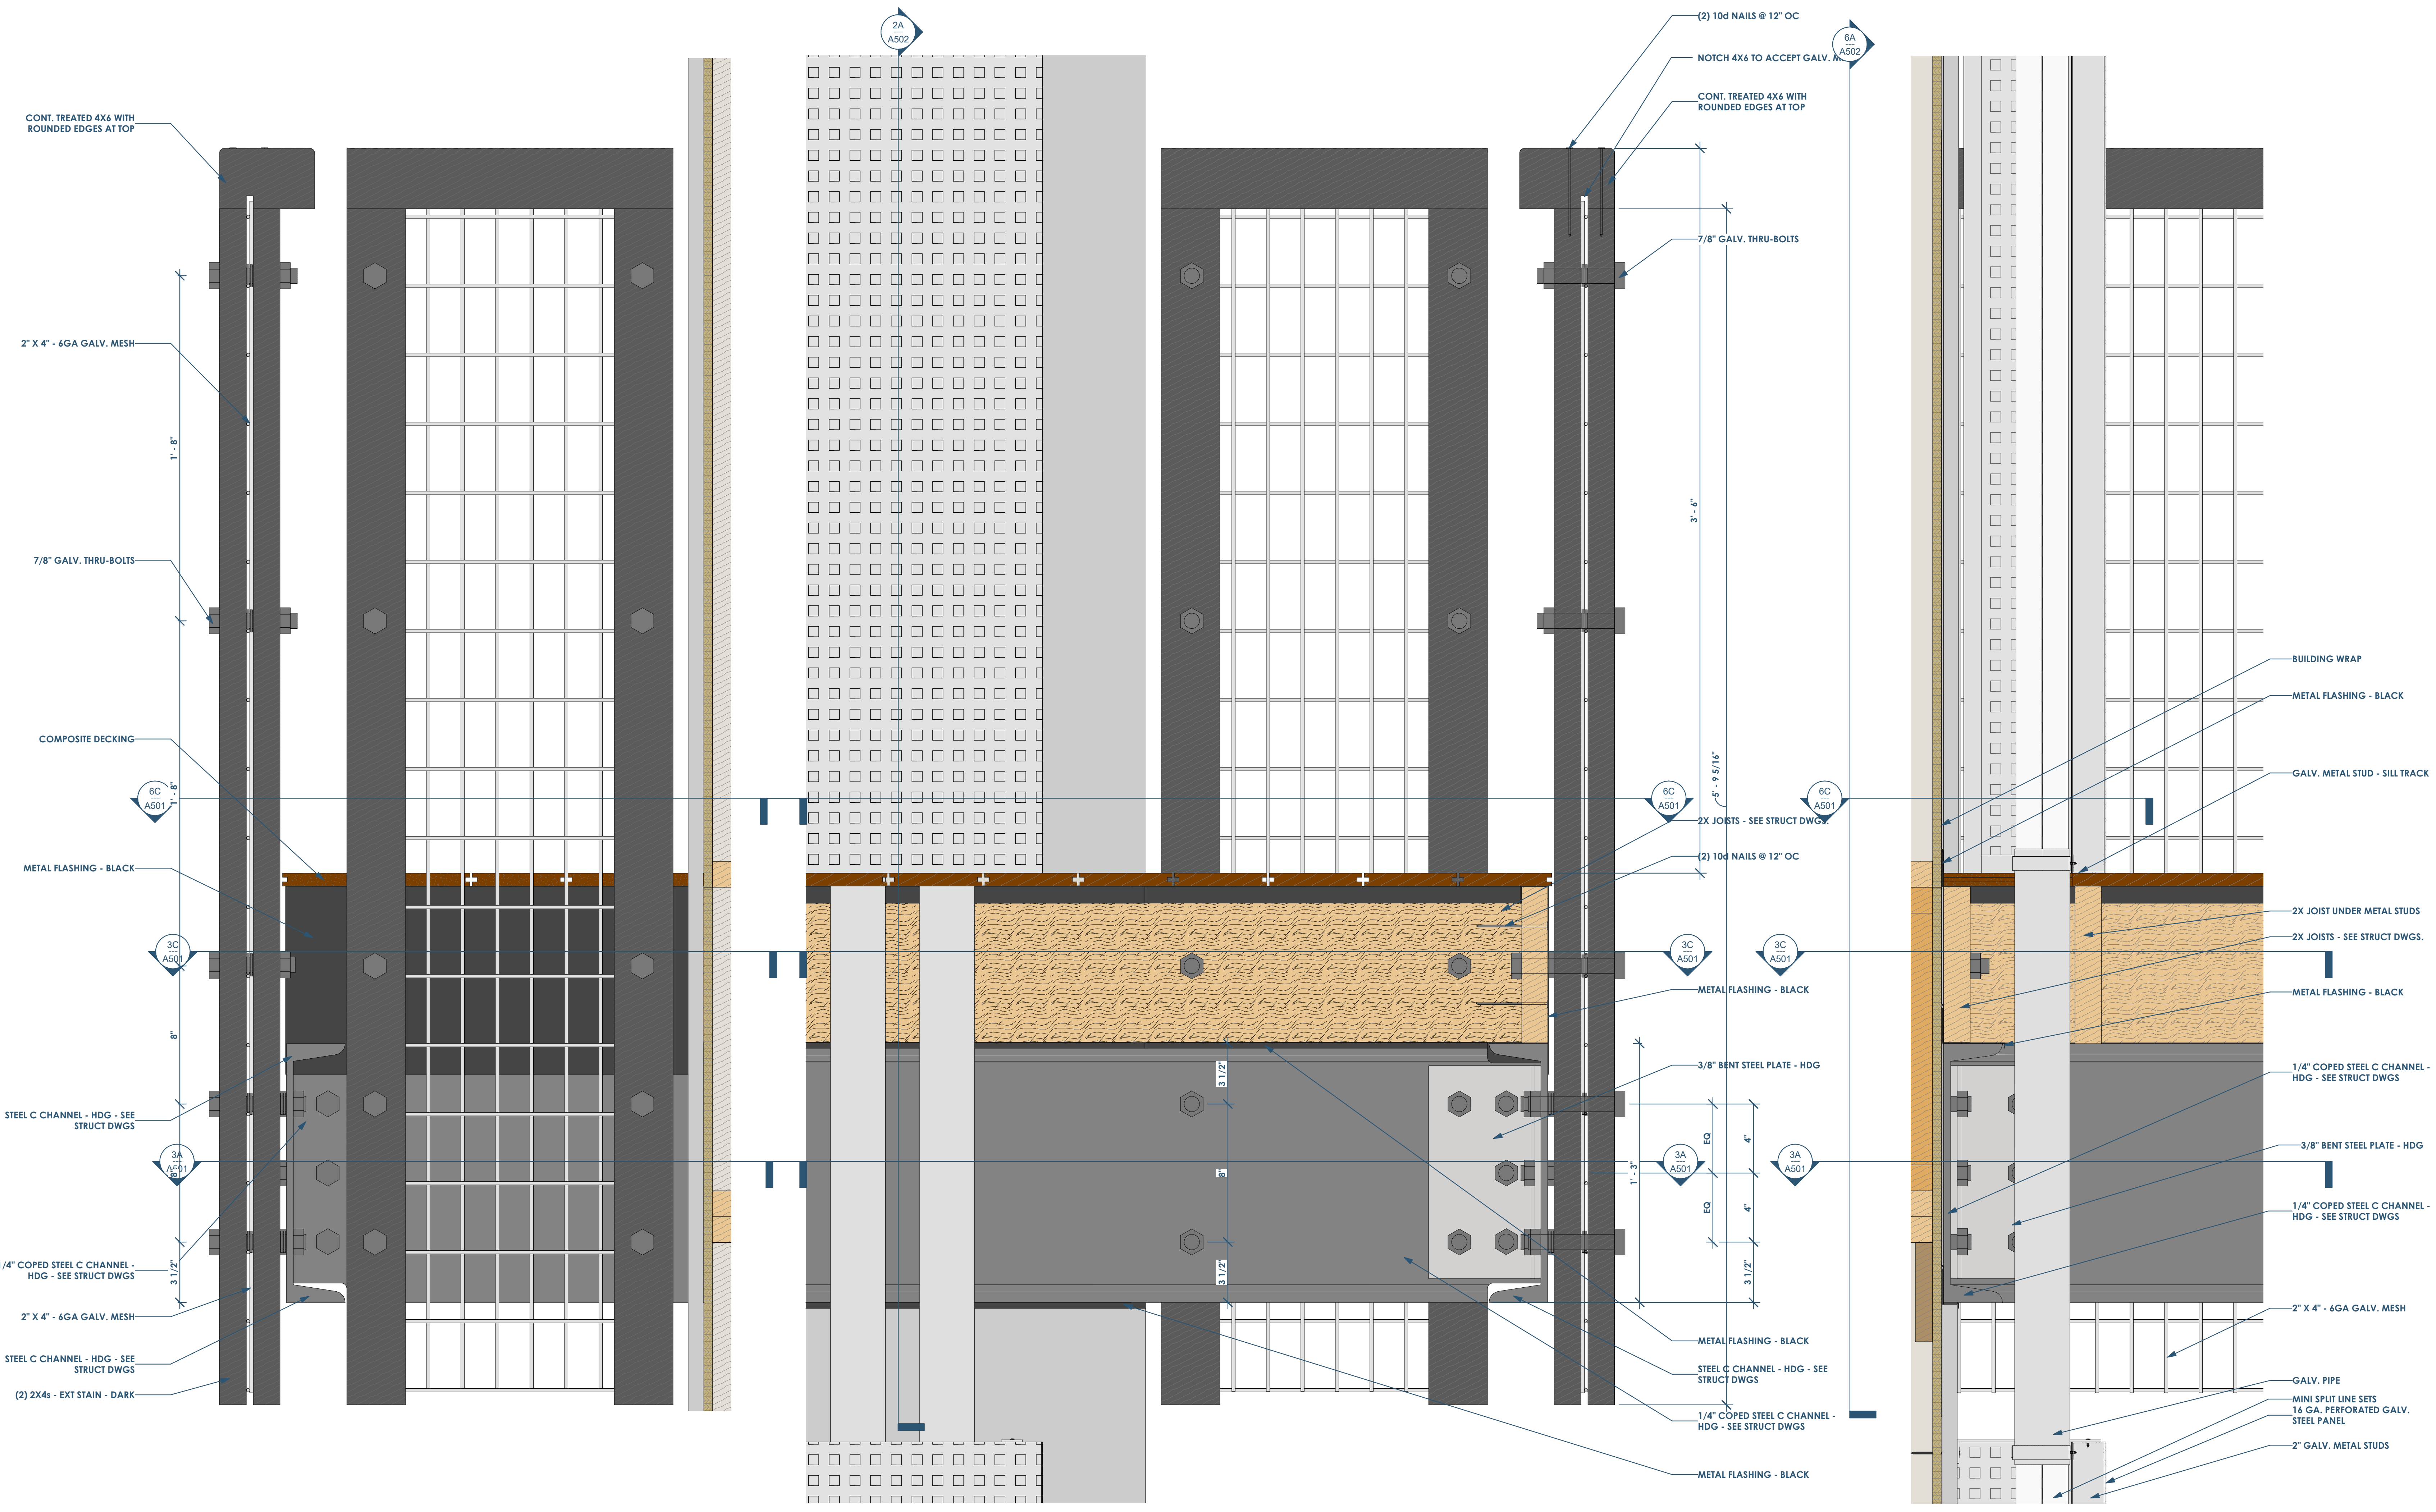 2A
A502
(2) 10d NAILS @ 12" OC
6A
A502
NOTCH 4X6 TO ACCEPT GALV.
CONT. TREATED 4X6 WITH
ROUNDED EDGES AT TOP
CONT. TREATED 4X6 WITH
ROUNDED EDGES AT TOP
7/8" GALV. THRU-BOLTS
2" X 4" - 6GA GALV. MESH
1' - 8"
3' - 6"
7/8" GALV. THRU-BOLTS
BUILDING WRAP
METAL FLASHING - BLACK
COMPOSITE DECKING
GALV. METAL STUD - SILL TRACK
5' - 9 5/16"
6C
A501
1' - 8"
6C
A501
6C
A501
2X JOISTS - SEE STRUCT DWGS.
(2) 10d NAILS @ 12" OC
METAL FLASHING - BLACK
2X JOIST UNDER METAL STUDS
2X JOISTS - SEE STRUCT DWGS.
3C
A501
3C
A501
3C
A501
METAL FLASHING - BLACK
METAL FLASHING - BLACK
8"
3 1/2"
3/8" BENT STEEL PLATE - HDG
1/4" COPED STEEL C CHANNEL -
HDG - SEE STRUCT DWGS
STEEL C CHANNEL - HDG - SEE
STRUCT DWGS
EQ
4"
3/8" BENT STEEL PLATE - HDG
3A
A501
8"
8"
1' - 3"
3A
A501
3A
A501
EQ
4"
1/4" COPED STEEL C CHANNEL -
HDG - SEE STRUCT DWGS
/4" COPED STEEL C CHANNEL -
HDG - SEE STRUCT DWGS
3 1/2"
3 1/2"
3 1/2"
2" X 4" - 6GA GALV. MESH
2" X 4" - 6GA GALV. MESH
METAL FLASHING - BLACK
STEEL C CHANNEL - HDG - SEE
STRUCT DWGS
STEEL C CHANNEL - HDG - SEE
STRUCT DWGS
GALV. PIPE
(2) 2X4s - EXT STAIN - DARK
MINI SPLIT LINE SETS
16 GA. PERFORATED GALV.
STEEL PANEL
1/4" COPED STEEL C CHANNEL -
HDG - SEE STRUCT DWGS
2" GALV. METAL STUDS
METAL FLASHING - BLACK